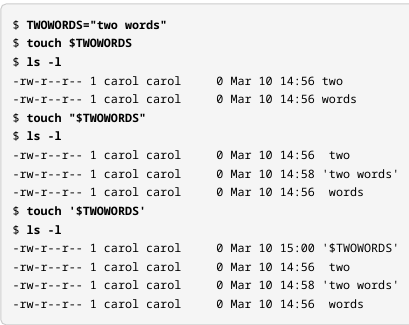 $ TWOWORDS="two words"
$ touch $TWOWORDS
$ ls -l
-rw-r--r-- 1 carol carol     0 Mar 10 14:56 two
-rw-r--r-- 1 carol carol     0 Mar 10 14:56 words
$ touch "$TWOWORDS"
$ ls -l
-rw-r--r-- 1 carol carol     0 Mar 10 14:56  two
-rw-r--r-- 1 carol carol     0 Mar 10 14:58 'two words'
-rw-r--r-- 1 carol carol     0 Mar 10 14:56  words
$ touch '$TWOWORDS'
$ ls -l
-rw-r--r-- 1 carol carol     0 Mar 10 15:00 '$TWOWORDS'
-rw-r--r-- 1 carol carol     0 Mar 10 14:56  two
-rw-r--r-- 1 carol carol     0 Mar 10 14:58 'two words'
-rw-r--r-- 1 carol carol     0 Mar 10 14:56  words